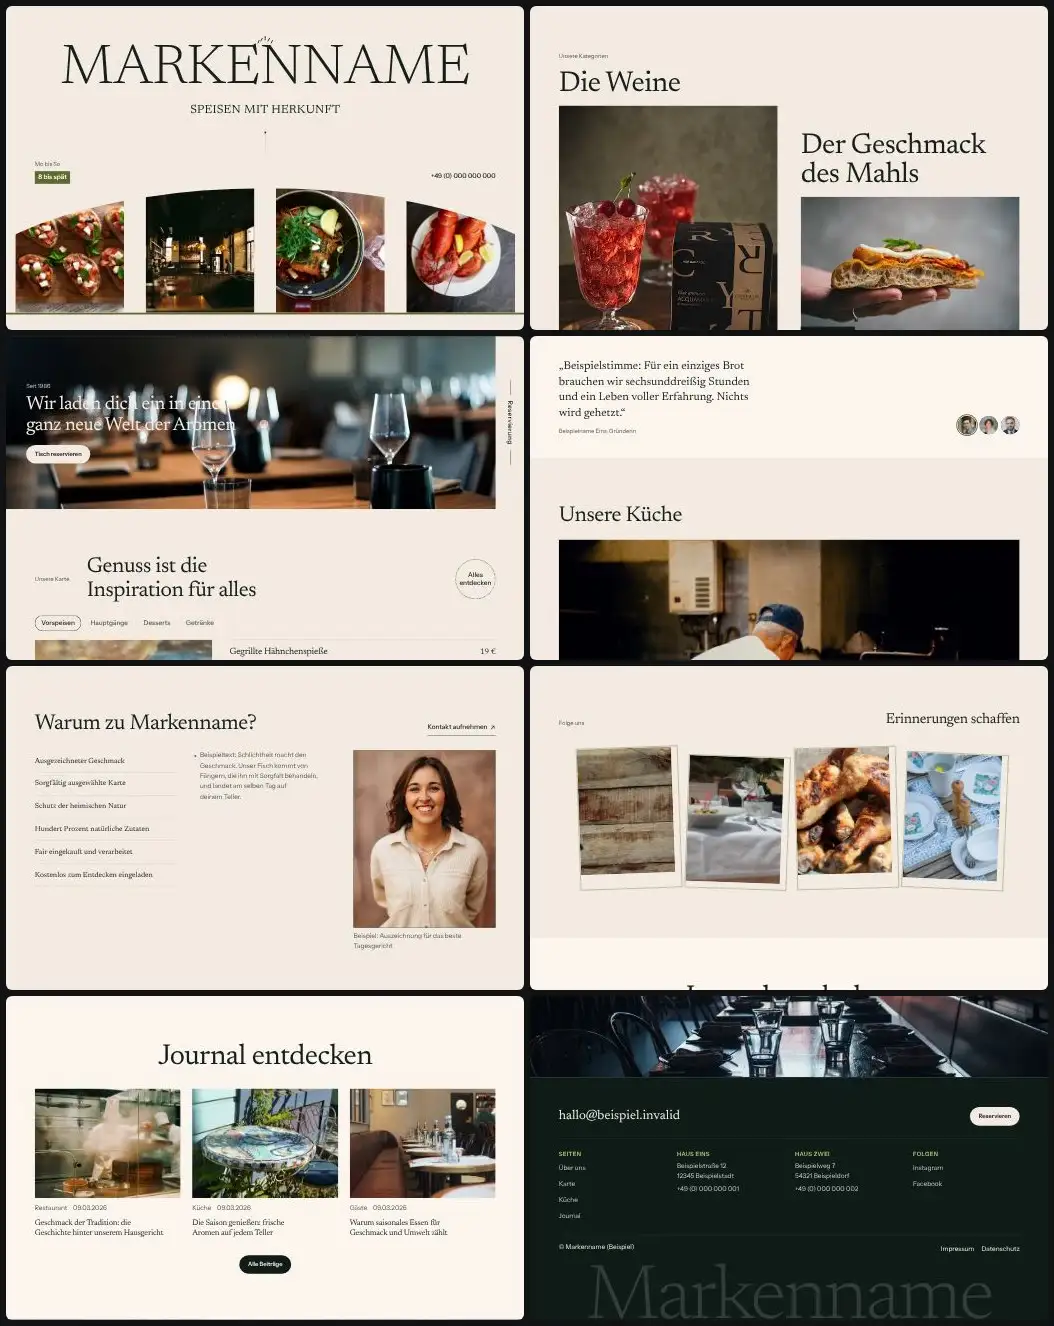 MARKENNAME
SPEISEN MIT HERKUNFT
Mo bis So
8 bis spät
+49 (0) 000 000 000
Unsere Kategorien
Die Weine
Der Geschmack
des Mahls
Seit 1986
Wir laden dich ein in eine
ganz neue Welt der Aromen
Tisch reservieren
Reservierung
Unsere Karte
Genuss ist die
Inspiration für alles
Alles
entdecken
Vorspeisen
Hauptgänge
Desserts
Getränke
Gegrillte Hähnchenspieße
19 €
„Beispielstimme: Für ein einziges Brot
brauchen wir sechsunddreißig Stunden
und ein Leben voller Erfahrung. Nichts
wird gehetzt.“
Beispielname Eins, Gründerin
Unsere Küche
Warum zu Markenname?
Kontakt aufnehmen ↗
Ausgezeichneter Geschmack
Sorgfältig ausgewählte Karte
Schutz der heimischen Natur
Hundert Prozent natürliche Zutaten
Fair eingekauft und verarbeitet
Kostenlos zum Entdecken eingeladen
Beispieltext: Schlichtheit macht den
Geschmack. Unser Fisch kommt von
Fängern, die ihn mit Sorgfalt behandeln,
und landet am selben Tag auf
deinem Teller.
Beispiel: Auszeichnung für das beste
Tagesgericht
Folge uns
Erinnerungen schaffen
Journal entdecken
Restaurant 09.03.2026
Geschmack der Tradition: die
Geschichte hinter unserem Hausgericht
Küche 09.03.2026
Die Saison genießen: frische
Aromen auf jedem Teller
Gäste 09.03.2026
Warum saisonales Essen für
Geschmack und Umwelt zählt
Alle Beiträge
hallo@beispiel.invalid
Reservieren
SEITEN
Über uns
Karte
Küche
Journal
HAUS EINS
Beispielstraße 12
12345 Beispielstadt
+49 (0) 000 000 001
HAUS ZWEI
Beispielweg 7
54321 Beispieldorf
+49 (0) 000 000 002
FOLGEN
Instagram
Facebook
© Markenname (Beispiel)
Impressum
Datenschutz
Markenname